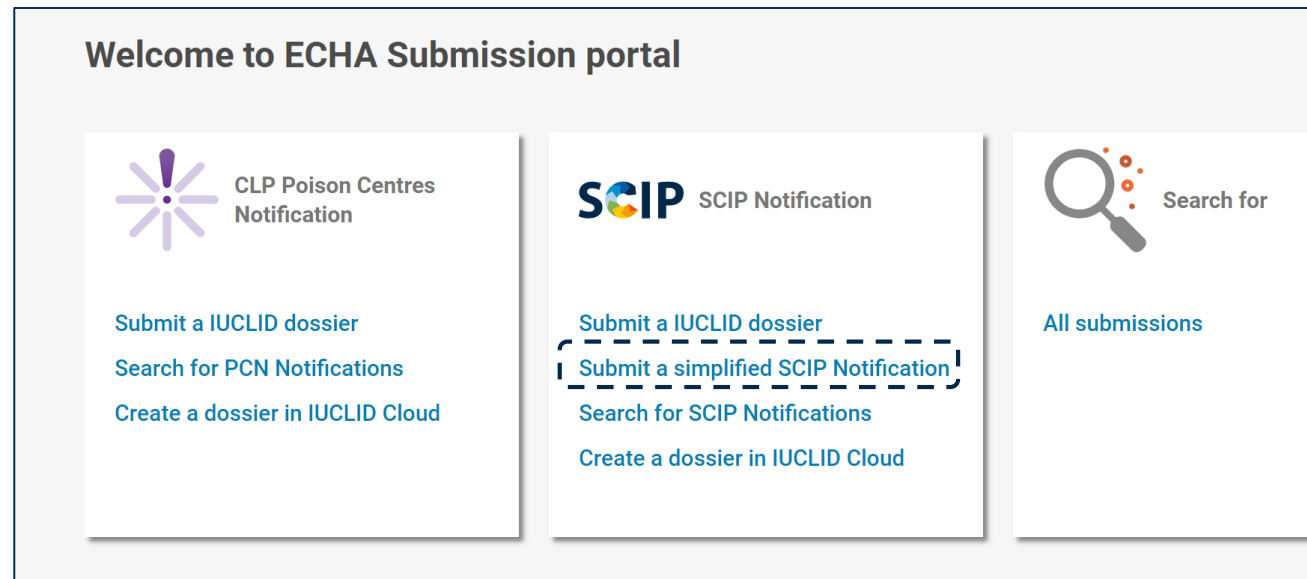 Welcome to ECHA Submission portal
CLP Poison Centres
Notification
Submit a IUCLID dossier
Search for PCN Notifications
Create a dossier in IUCLID Cloud
SCIP SCIP Notification
Submit a IUCLID dossier
Submit a simplified SCIP Notification
Search for SCIP Notifications
Create a dossier in IUCLID Cloud
Search for
All submissions